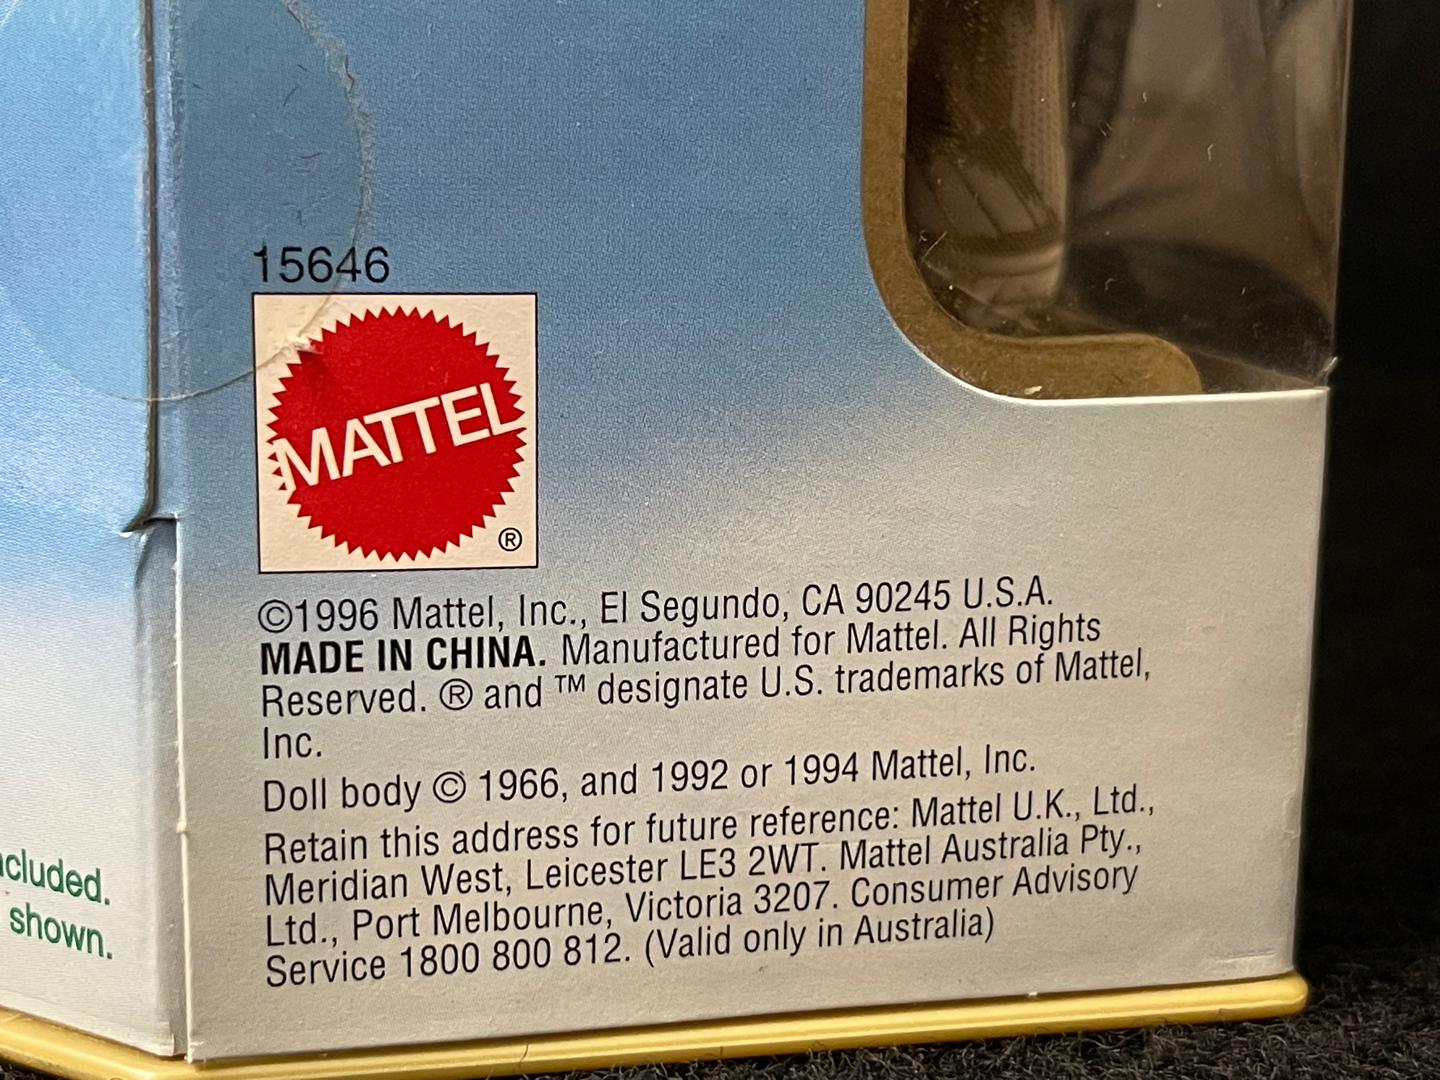 15646
MATTEL
®
©1996 Mattel, Inc., El Segundo, CA 90245 U.S.A.
MADE IN CHINA. Manufactured for Mattel. All Rights
Reserved. ® and ™ designate U.S. trademarks of Mattel,
Inc.
Doll body © 1966, and 1992 or 1994 Mattel, Inc.
Retain this address for future reference: Mattel U.K., Ltd.,
Meridian West, Leicester LE3 2WT. Mattel Australia Pty.,
Ltd., Port Melbourne, Victoria 3207. Consumer Advisory
Service 1800 800 812. (Valid only in Australia)
shown.